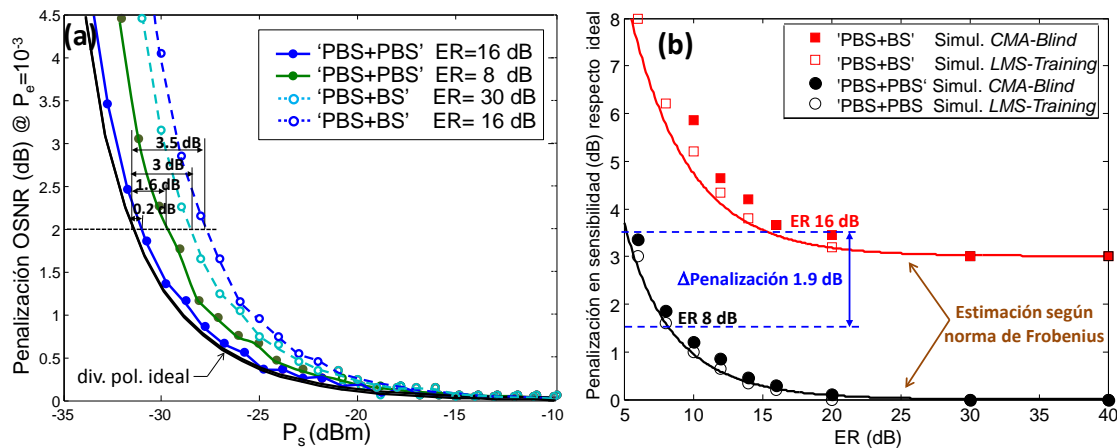 (a)
Penalización OSNR (dB) @ Pe=10-3
4.5
4
3.5
3
2.5
2
1.5
1
0.5
0
-35
-30
-25
-20
-15
-10
Ps (dBm)
'PBS+PBS' ER=16 dB
'PBS+PBS' ER= 8 dB
'PBS+BS' ER= 30 dB
'PBS+BS' ER= 16 dB
3.5 dB
3 dB
1.6 dB
0.2 dB
div. pol. ideal
(b)
Penalización en sensibilidad (dB) respecto ideal
8
7
6
5
4
3
2
1
0
5
10
15
20
25
30
35
40
ER (dB)
'PBS+BS' Simul. CMA-Blind
'PBS+BS' Simul. LMS-Training
'PBS+PBS‘ Simul. CMA-Blind
'PBS+PBS Simul. LMS-Training
ER 16 dB
ΔPenalización 1.9 dB
ER 8 dB
Estimación según
norma de Frobenius